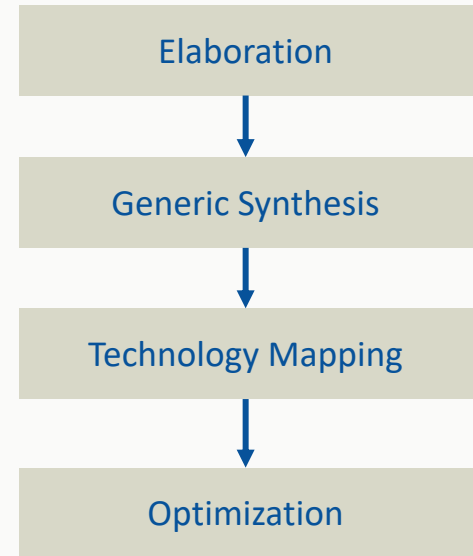 Elaboration
Generic Synthesis
Technology Mapping
Optimization